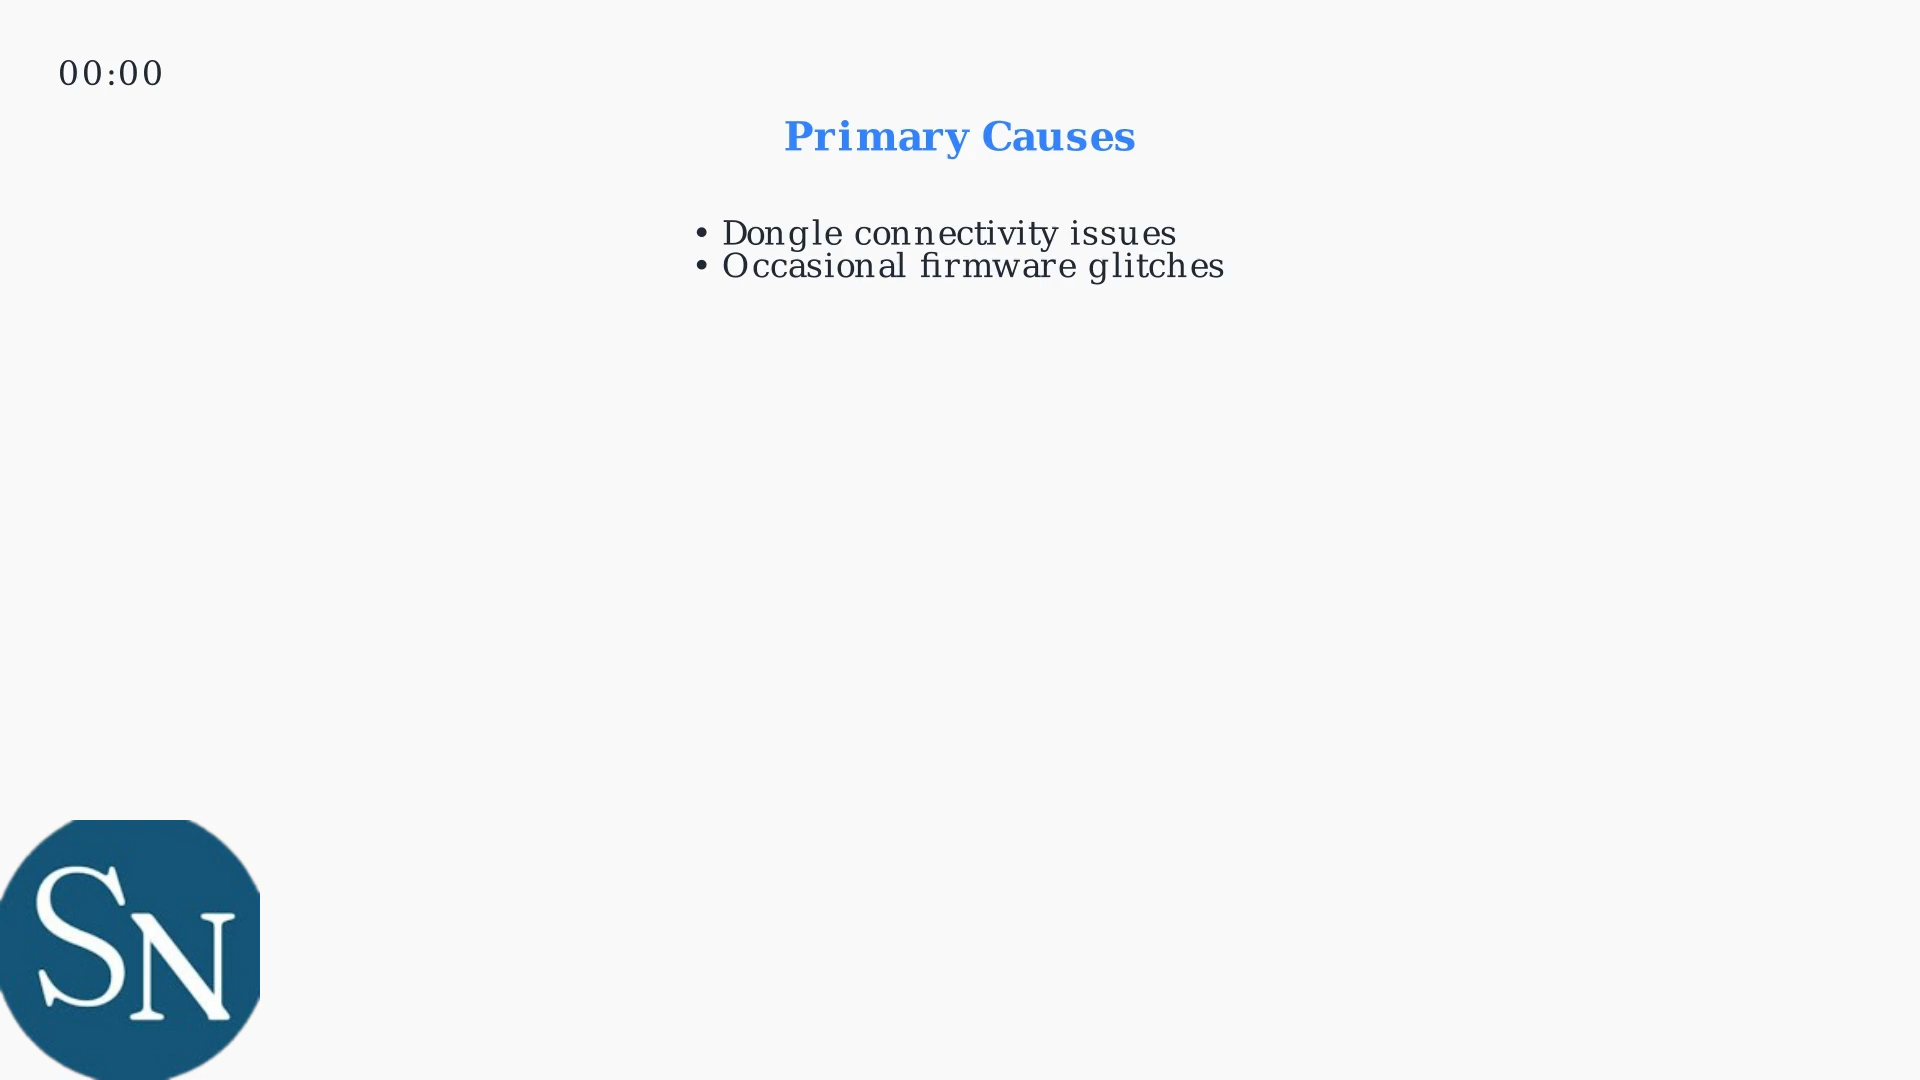 00:00
Primary Causes
• Dongle connectivity issues
• Occasional firmware glitches
SN